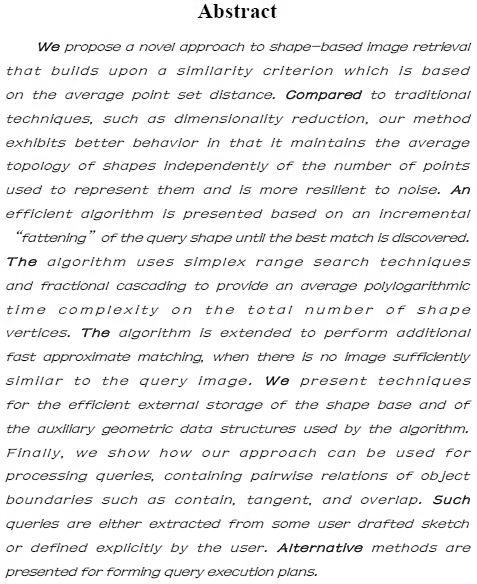 Abstract
We propose a novel approach to shape-based image retrieval
that builds upon a similarity criterion which is based
on the average point set distance. Compared to traditional
techniques, such as dimensionality reduction, our method
exhibits better behavior in that it maintains the average
topology of shapes independently of the number of points
used to represent them and is more resilient to noise. An
efficient algorithm is presented based on an incremental
“fattening” of the query shape until the best match is discovered.
The algorithm uses simplex range search techniques
and fractional cascading to provide an average polylogarithmic
time complexity on the total number of shape
vertices. The algorithm is extended to perform additional
fast approximate matching, when there is no image sufficiently
similar to the query image. We present techniques
for the efficient external storage of the shape base and of
the auxiliary geometric data structures used by the algorithm.
Finally, we show how our approach can be used for
processing queries, containing pairwise relations of object
boundaries such as contain, tangent, and overlap. Such
queries are either extracted from some user drafted sketch
or defined explicitly by the user. Alternative methods are
presented for forming query execution plans.